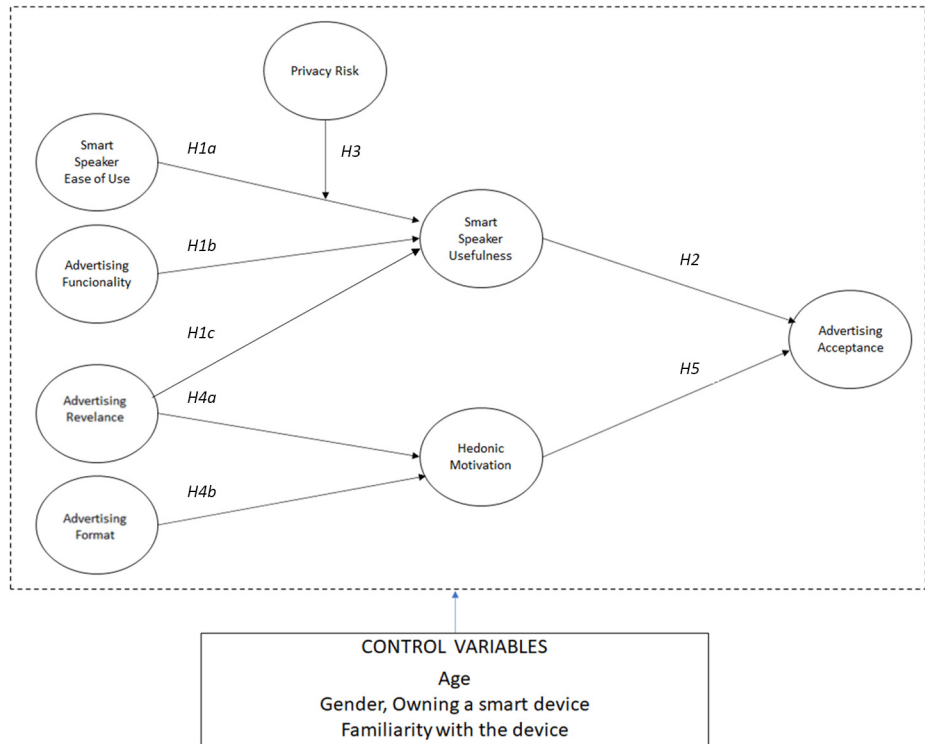 Privacy Risk
H3
Smart
Speaker
Ease of Use
H1a
Advertising
Funcionality
H1b
Smart
Speaker
Usefulness
H2
H1c
Advertising
Revelance
H4a
Advertising
Acceptance
H5
Hedonic
Motivation
Advertising
Format
H4b
CONTROL VARIABLES
Age
Gender, Owning a smart device
Familiarity with the device